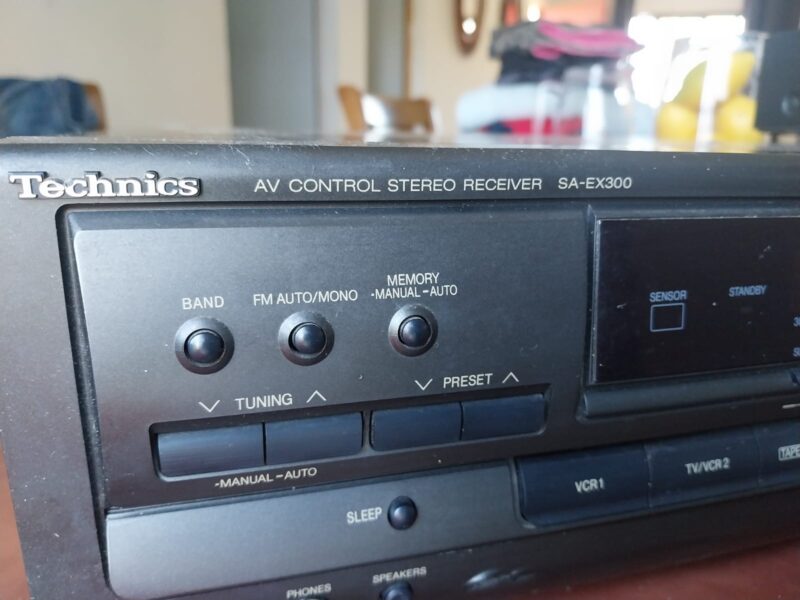 Technics
AV CONTROL STEREO RECEIVER SA-EX300
BAND
FM AUTO/MONO
MEMORY
-MANUAL -AUTO
SENSOR
STANDBY
TUNING
PRESET
-MANUAL -AUTO
VCR1
TV/VCR 2
TAPE
SLEEP
PHONES
SPEAKERS